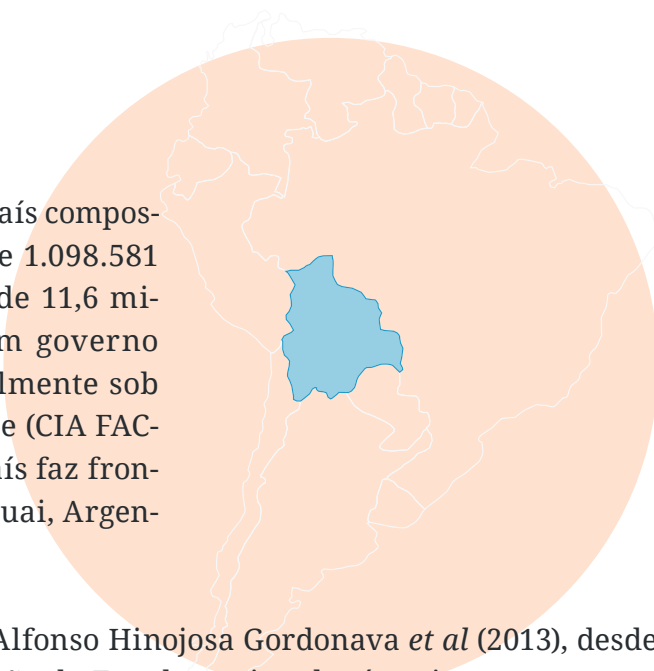 aís compos-
e 1.098.581
de 11,6 mi-
m governo
lmente sob
e (CIA FAC-
aís faz fron-
uai, Argen-
Alfonso Hinojosa Gordonava et al (2013), desde